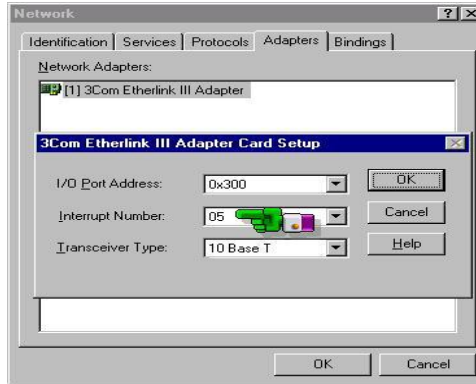 Network
Identification Services Protocols Adapters Bindings
Network Adapters:
[1] 3Com Etherlink III Adapter
3Com Etherlink III Adapter Card Setup
I/O Port Address: 0x300 OK
Interrupt Number: 05 Cancel
Transceiver Type: 10 Base T Help
OK Cancel